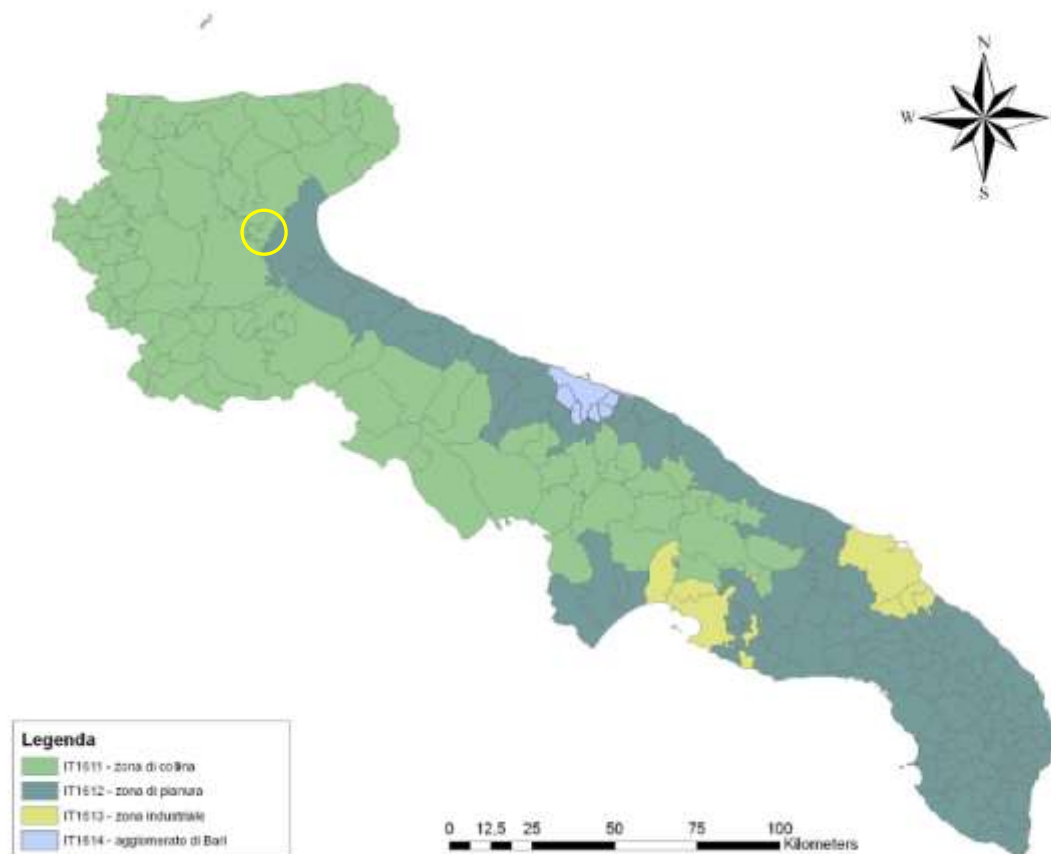 N
W
S
Legenda
IT1611 - zona di collina
IT1612 - zona di pianura
IT1613 - zona industriale
IT1614 - agglomerato di Bari
0 12,5 25 50 75 100
Kilometers